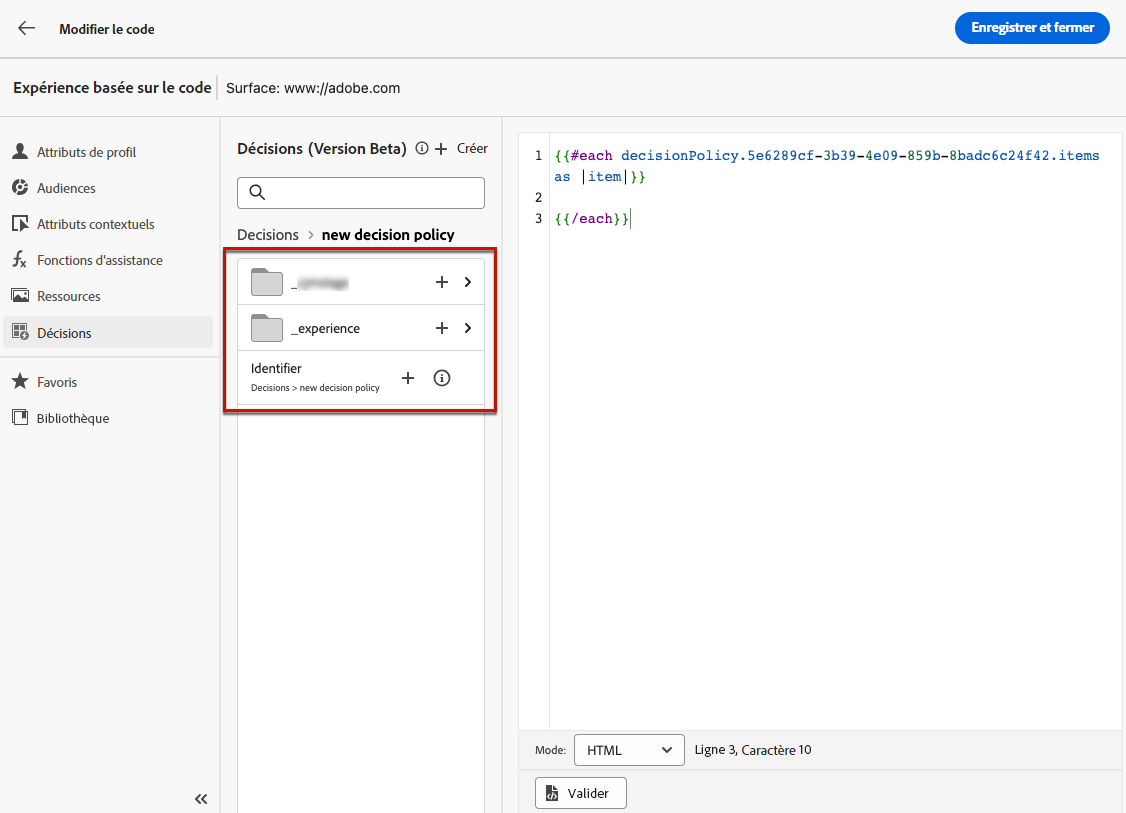 Modifier le code
Enregistrer et fermer
Expérience basée sur le code
Surface: www://adobe.com
Attributs de profil
Audiences
Attributs contextuels
Fonctions d'assistance
Ressources
Décisions
Favoris
Bibliothèque
Décisions (Version Beta)
Créer
Decisions > new decision policy
_experience
Identifier
Decisions > new decision policy
1 {{#each decisionPolicy.5e6289cf-3b39-4e09-859b-8badc6c24f42.items
as |item|}}
2
3 {{/each}}
Mode: HTML Ligne 3, Caractère 10
Valider